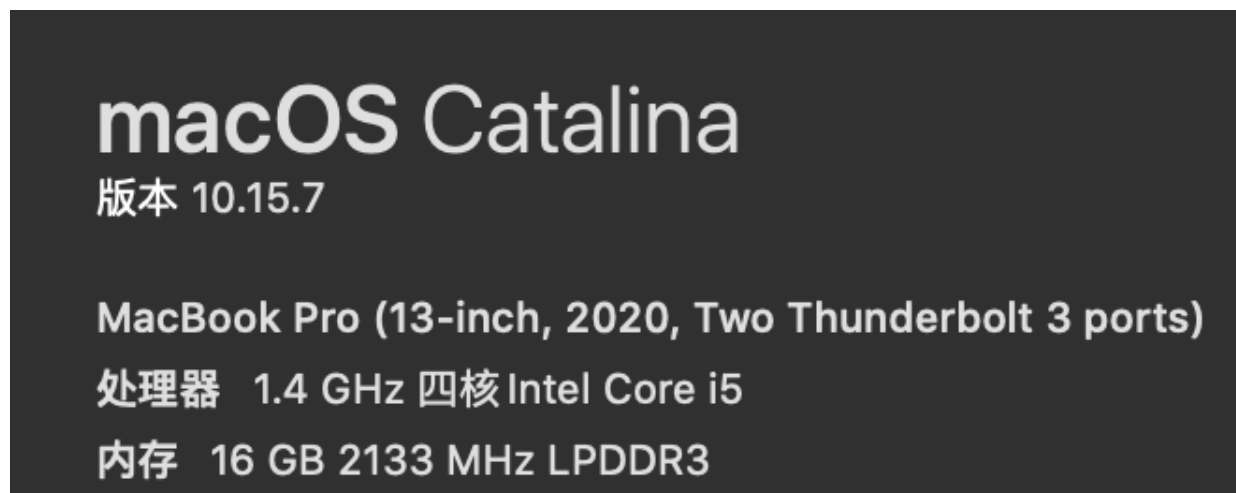 macOS Catalina
版本 10.15.7
MacBook Pro (13-inch, 2020, Two Thunderbolt 3 ports)
处理器 1.4 GHz 四核Intel Core i5
内存 16 GB 2133 MHz LPDDR3